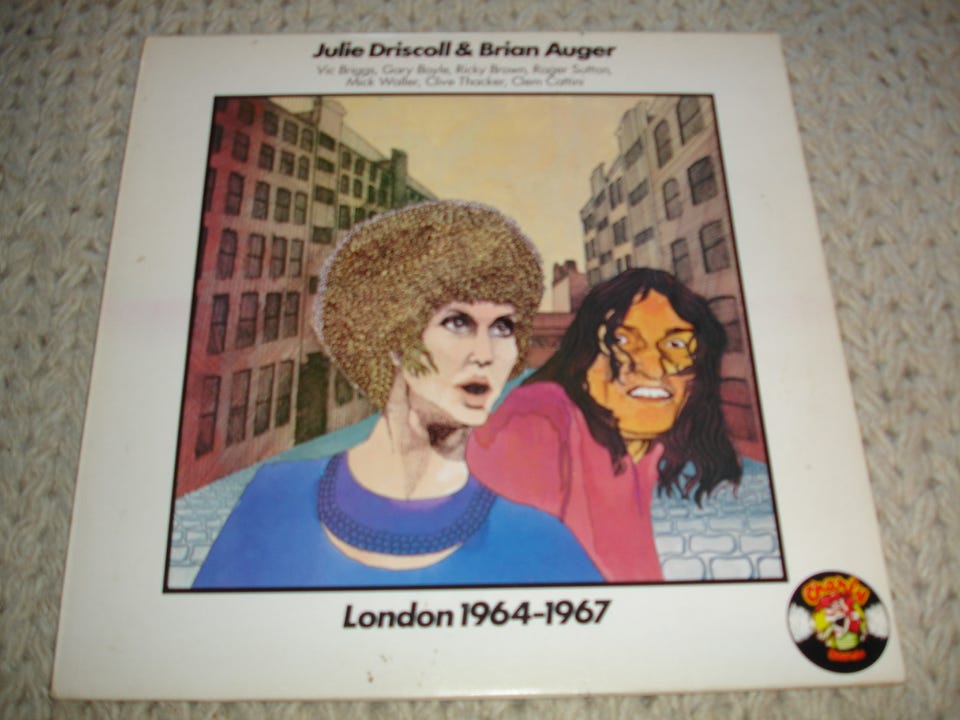 Julie Driscoll & Brian Auger
Vic Briggs, Gary Boyle, Ricky Brown, Roger Sutton,
Mick Waller, Clive Thacker, Clem Cattini
London 1964-1967
Charly